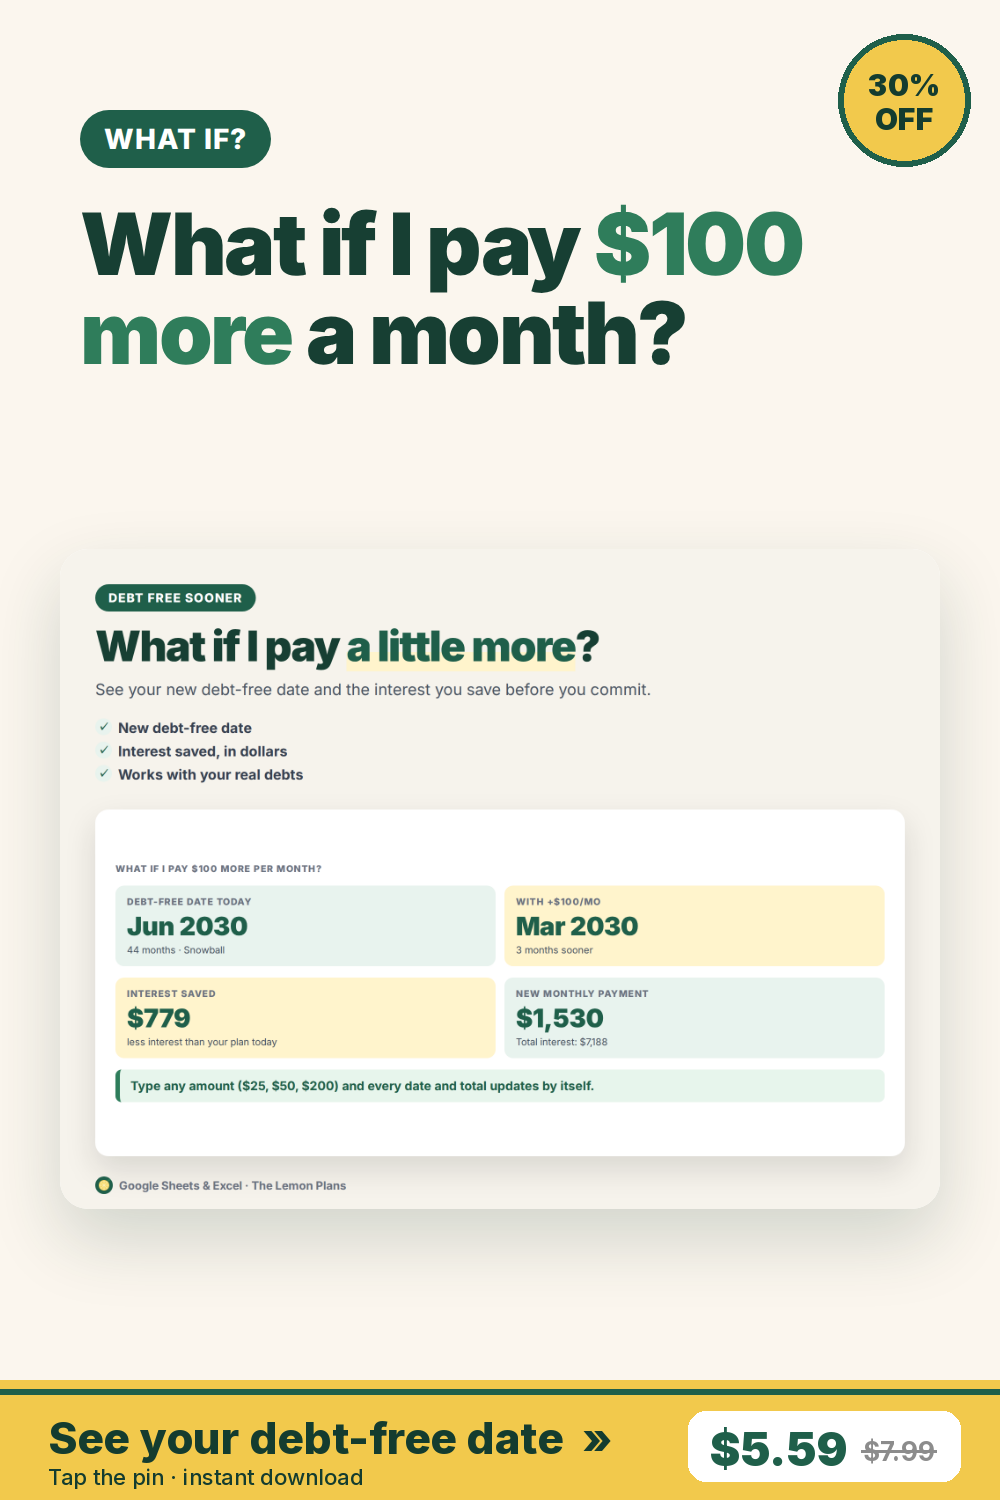 30%
OFF
WHAT IF?
What if I pay $100
more a month?
DEBT FREE SOONER
What if I pay a little more?
See your new debt-free date and the interest you save before you commit.
✓ New debt-free date
✓ Interest saved, in dollars
✓ Works with your real debts
WHAT IF I PAY $100 MORE PER MONTH?
DEBT-FREE DATE TODAY
Jun 2030
44 months · Snowball
WITH +$100/MO
Mar 2030
3 months sooner
INTEREST SAVED
$779
less interest than your plan today
NEW MONTHLY PAYMENT
$1,530
Total interest: $7,188
Type any amount ($25, $50, $200) and every date and total updates by itself.
Google Sheets & Excel · The Lemon Plans
See your debt-free date »
Tap the pin · instant download
$5.59 $7.99